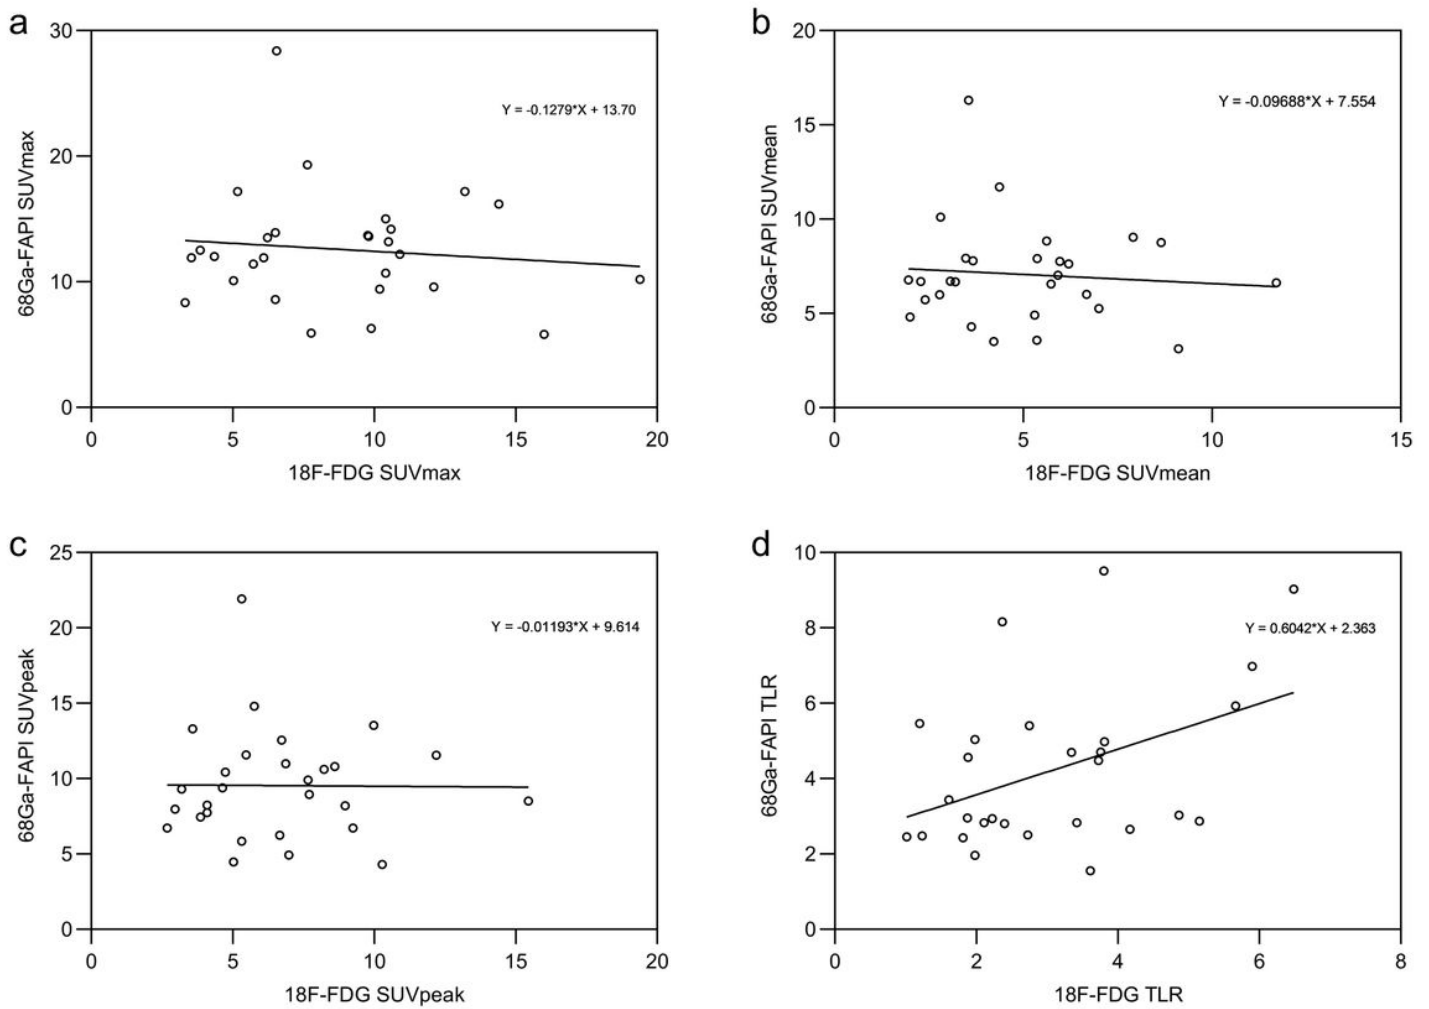 a
30
20
10
0
68Ga-FAPI SUVmax
Y = -0.1279*X + 13.70
0 5 10 15 20
18F-FDG SUVmax
b
20
15
10
5
0
68Ga-FAPI SUVmean
Y = -0.09688*X + 7.554
0 5 10 15
18F-FDG SUVmean
c
25
20
15
10
5
0
68Ga-FAPI SUVpeak
Y = -0.01193*X + 9.614
0 5 10 15 20
18F-FDG SUVpeak
d
10
8
6
4
2
0
68Ga-FAPI TLR
Y = 0.6042*X + 2.363
0 2 4 6 8
18F-FDG TLR